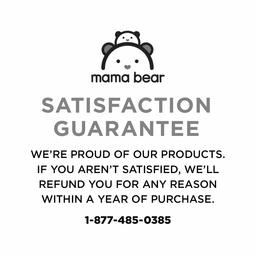 mama bear
SATISFACTION
GUARANTEE
WE'RE PROUD OF OUR PRODUCTS.
IF YOU AREN'T SATISFIED, WE'LL
REFUND YOU FOR ANY REASON
WITHIN A YEAR OF PURCHASE.
1-877-485-0385